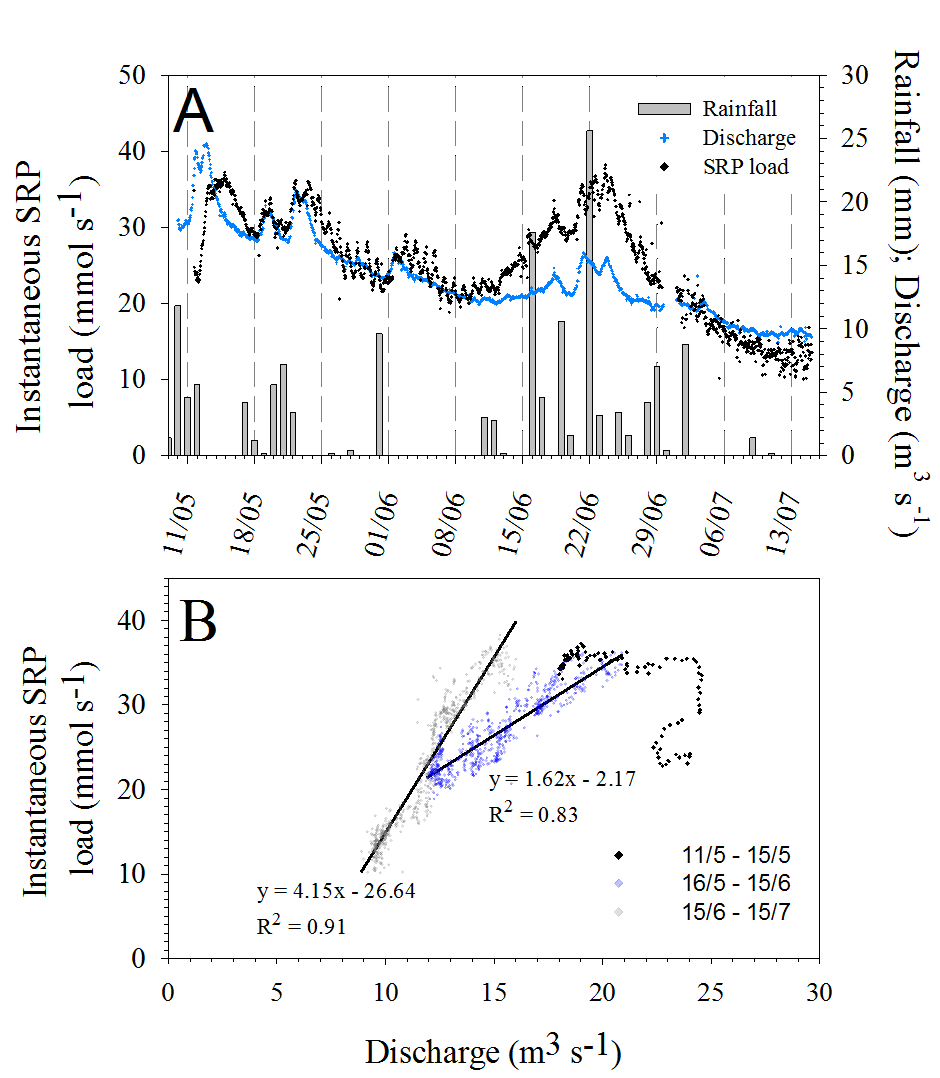 A
Instantaneous SRP
load (mmol s-1)
50
40
30
20
10
0
Rainfall
Discharge
SRP load
30
25
20
15
10
5
0
Rainfall (mm); Discharge (m3 s-1)
11/05
18/05
25/05
01/06
08/06
15/06
22/06
29/06
06/07
13/07
B
Instantaneous SRP
load (mmol s-1)
40
30
20
10
0
y = 1.62x - 2.17
R2 = 0.83
y = 4.15x - 26.64
R2 = 0.91
11/5 - 15/5
16/5 - 15/6
15/6 - 15/7
0
5
10
15
20
25
30
Discharge (m3 s-1)